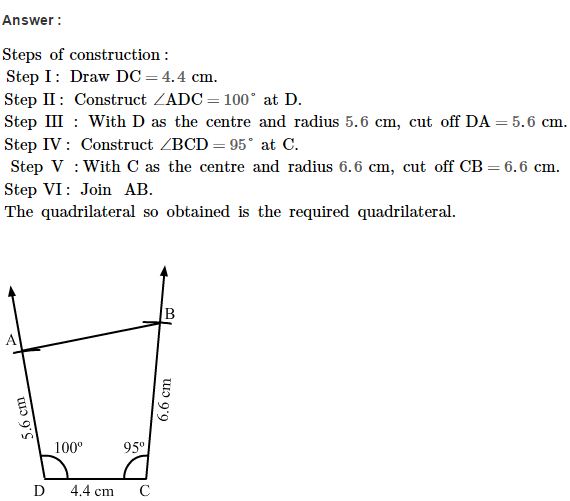 Answer :
Steps of construction :
Step I : Draw DC = 4.4 cm.
Step II : Construct ∠ADC = 100° at D.
Step III : With D as the centre and radius 5.6 cm, cut off DA = 5.6 cm.
Step IV : Construct ∠BCD = 95° at C.
Step V : With C as the centre and radius 6.6 cm, cut off CB = 6.6 cm.
Step VI : Join AB.
The quadrilateral so obtained is the required quadrilateral.
B
A
6.6 cm
5.6 cm
100° 95°
D 4.4 cm C